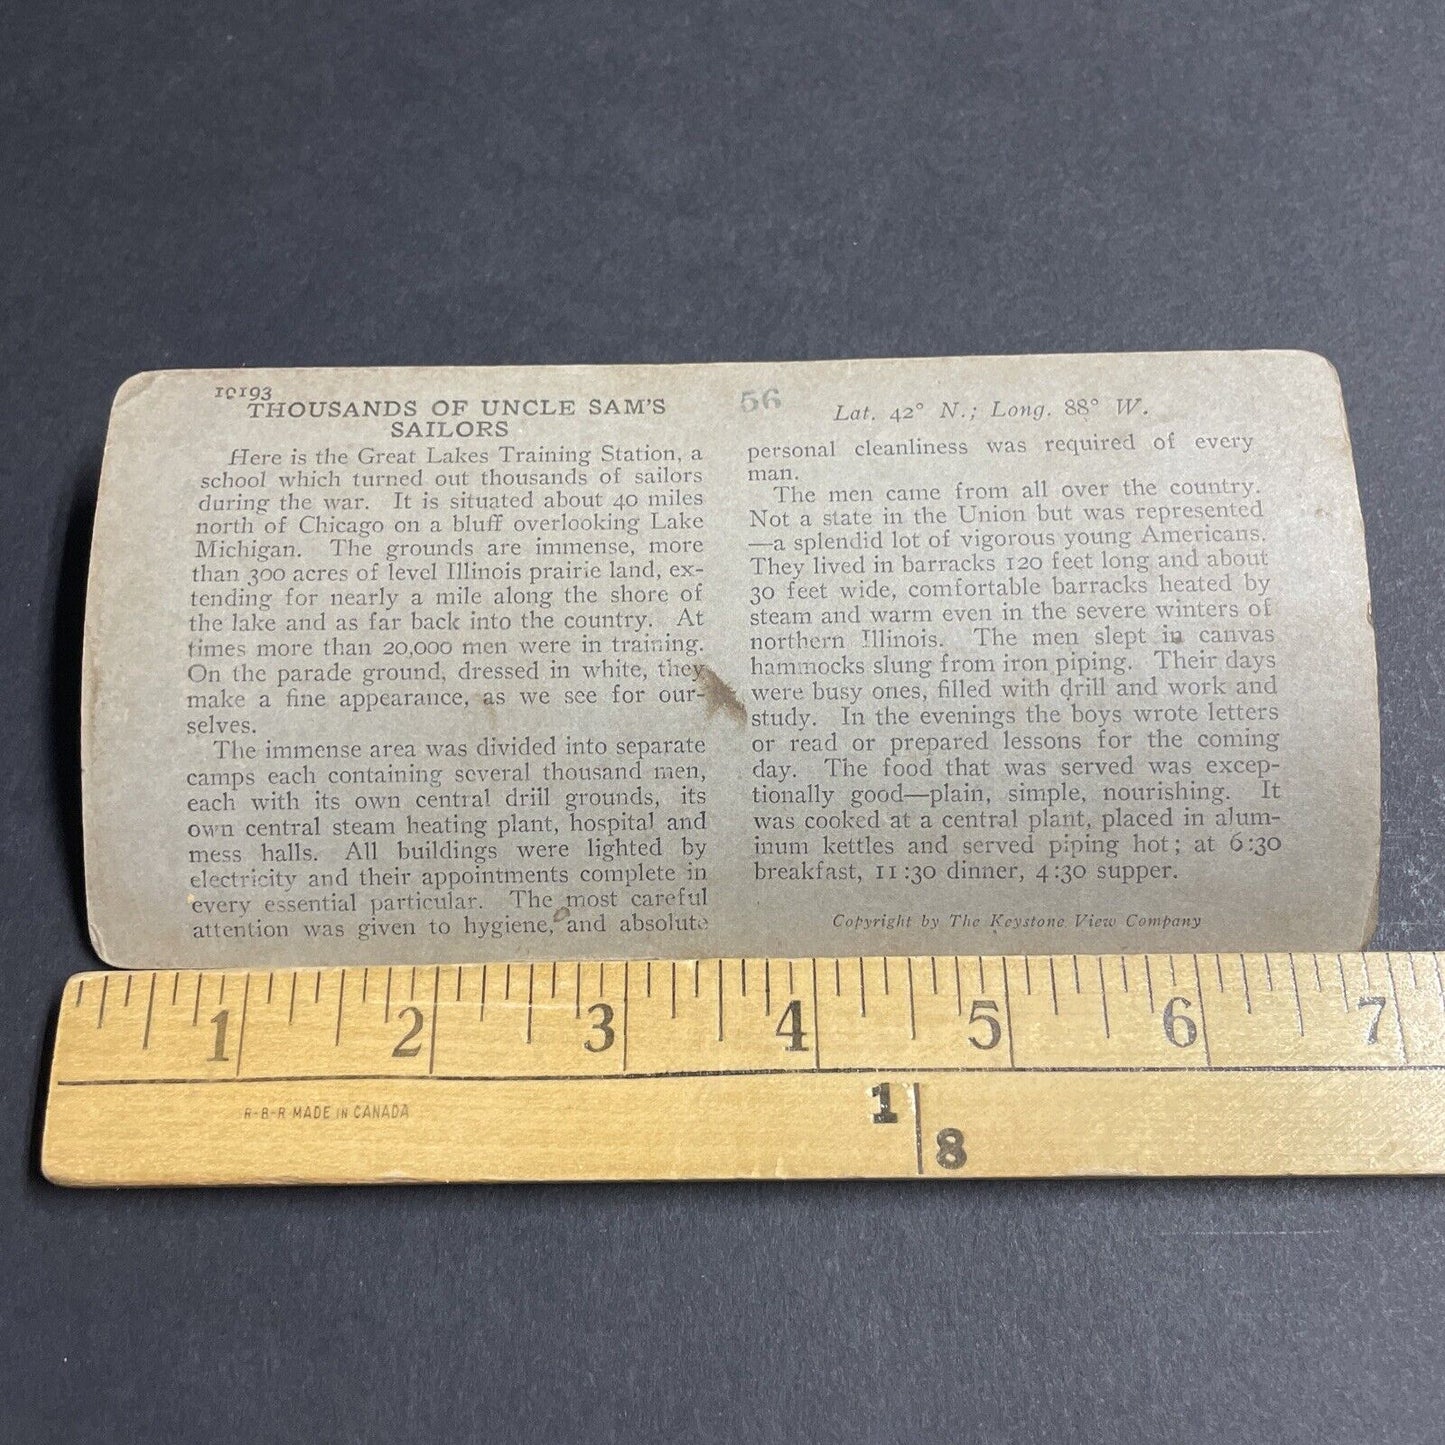 10193
THOUSANDS OF UNCLE SAM'S
SAILORS
Here is the Great Lakes Training Station, a
school which turned out thousands of sailors
during the war. It is situated about 40 miles
north of Chicago on a bluff overlooking Lake
Michigan. The grounds are immense, more
than 300 acres of level Illinois prairie land, ex-
tending for nearly a mile along the shore of
the lake and as far back into the country. At
times more than 20,000 men were in training.
On the parade ground, dressed in white, they
make a fine appearance, as we see for our-
selves.
The immense area was divided into separate
camps each containing several thousand men,
each with its own central drill grounds, its
own central steam heating plant, hospital and
mess halls. All buildings were lighted by
electricity and their appointments complete in
every essential particular. The most careful
attention was given to hygiene, and absolute
56
Lat. 42° N.; Long. 88° W.
personal cleanliness was required of every
man.
The men came from all over the country.
Not a state in the Union but was represented
—a splendid lot of vigorous young Americans.
They lived in barracks 120 feet long and about
30 feet wide, comfortable barracks heated by
steam and warm even in the severe winters of
northern Illinois. The men slept in canvas
hammocks slung from iron piping. Their days
were busy ones, filled with drill and work and
study. In the evenings the boys wrote letters
or read or prepared lessons for the coming
day. The food that was served was excep-
tionally good—plain, simple, nourishing. It
was cooked at a central plant, placed in alum-
inum kettles and served piping hot; at 6:30
breakfast, 11:30 dinner, 4:30 supper.
Copyright by The Keystone View Company
1 2 3 4 5 6 7
R-B-R MADE IN CANADA
1
8